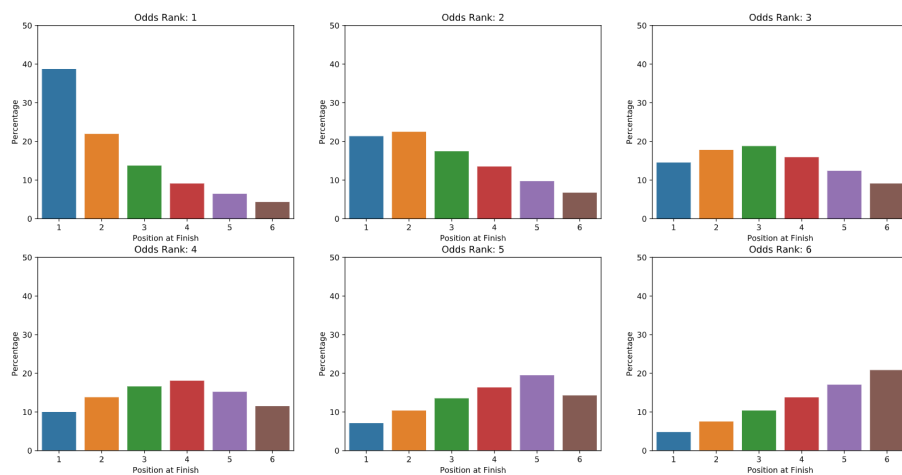 Odds Rank: 1
50
40
30
20
10
0
Percentage
1 2 3 4 5 6
Position at Finish
Odds Rank: 2
50
40
30
20
10
0
Percentage
1 2 3 4 5 6
Position at Finish
Odds Rank: 3
50
40
30
20
10
0
Percentage
1 2 3 4 5 6
Position at Finish
Odds Rank: 4
50
40
30
20
10
0
Percentage
1 2 3 4 5 6
Position at Finish
Odds Rank: 5
50
40
30
20
10
0
Percentage
1 2 3 4 5 6
Position at Finish
Odds Rank: 6
50
40
30
20
10
0
Percentage
1 2 3 4 5 6
Position at Finish